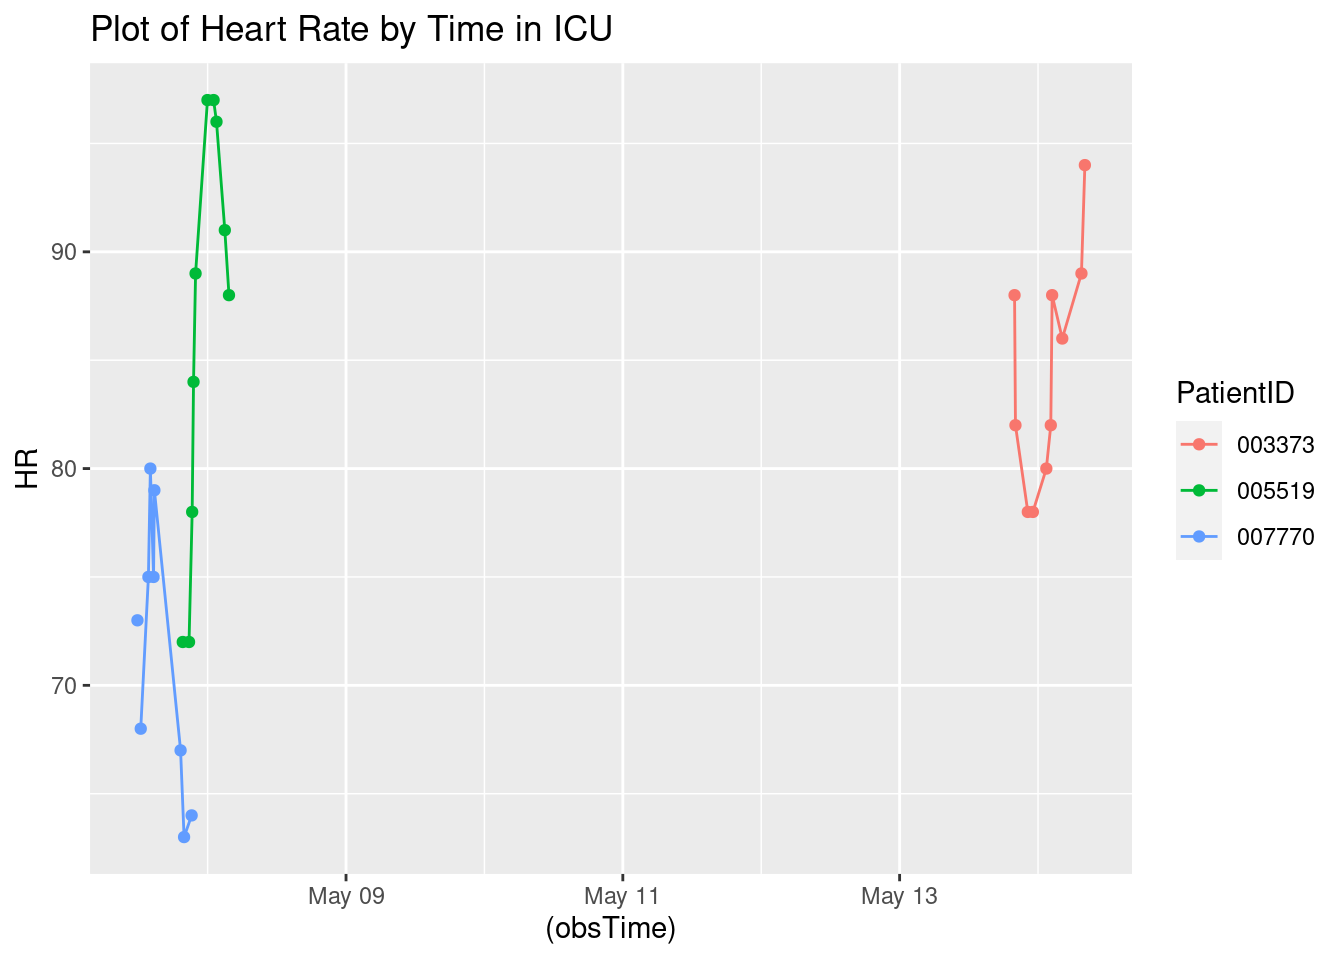 Plot of Heart Rate by Time in ICU
HR
90
80
70
May 09
May 11
May 13
(obsTime)
PatientID
003373
005519
007770